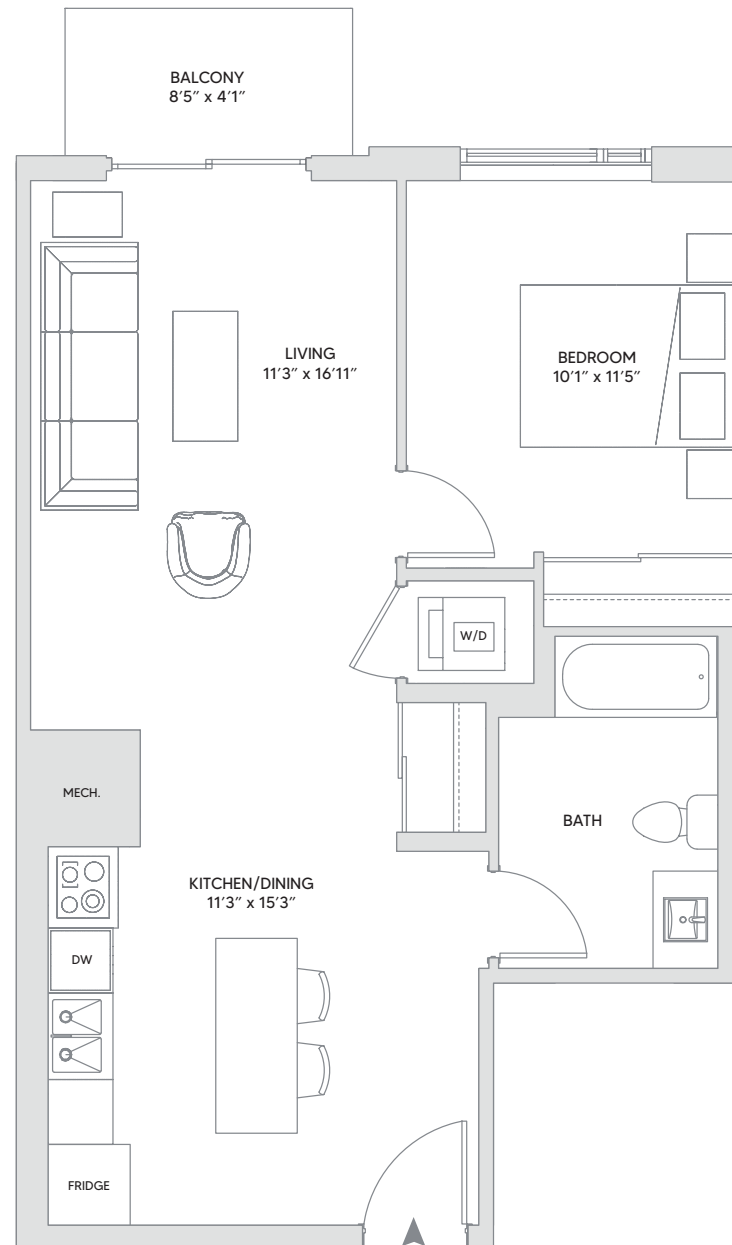 BALCONY
8'5" x 4'1"
LIVING
11'3" x 16'11"
BEDROOM
10'1" x 11'5"
W/D
MECH.
BATH
KITCHEN/DINING
11'3" x 15'3"
DW
FRIDGE